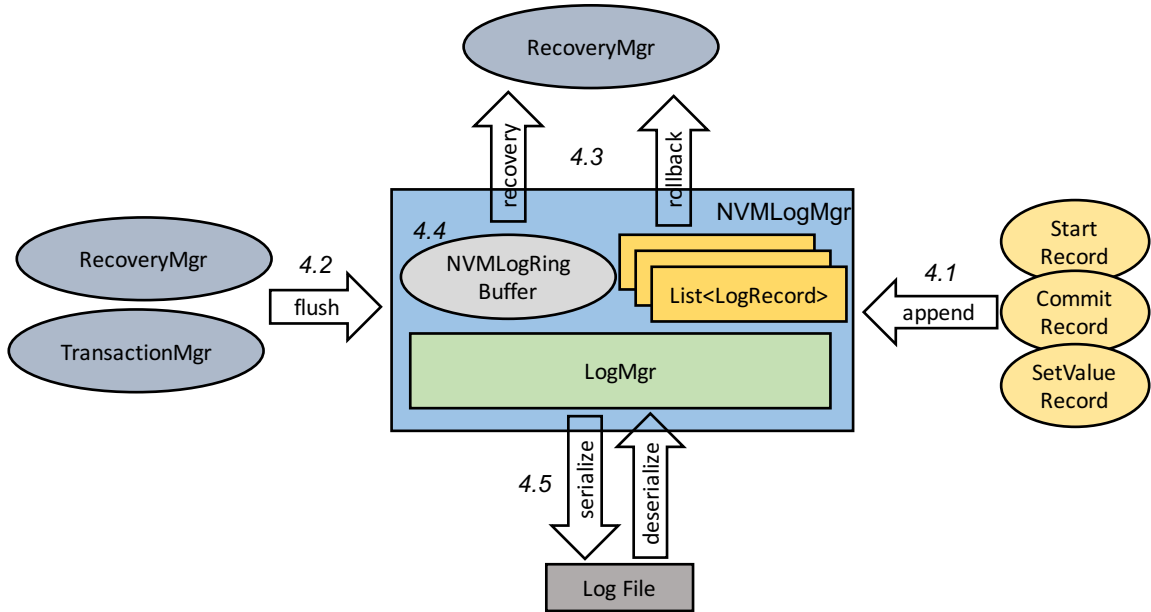 RecoveryMgr
recovery
4.3
rollback
NVMLogMgr
4.4
NVMLogRing
Buffer
List<LogRecord>
LogMgr
RecoveryMgr
4.2
flush
TransactionMgr
Start
Record
4.1
append
Commit
Record
SetValue
Record
4.5
serialize
deserialize
Log File